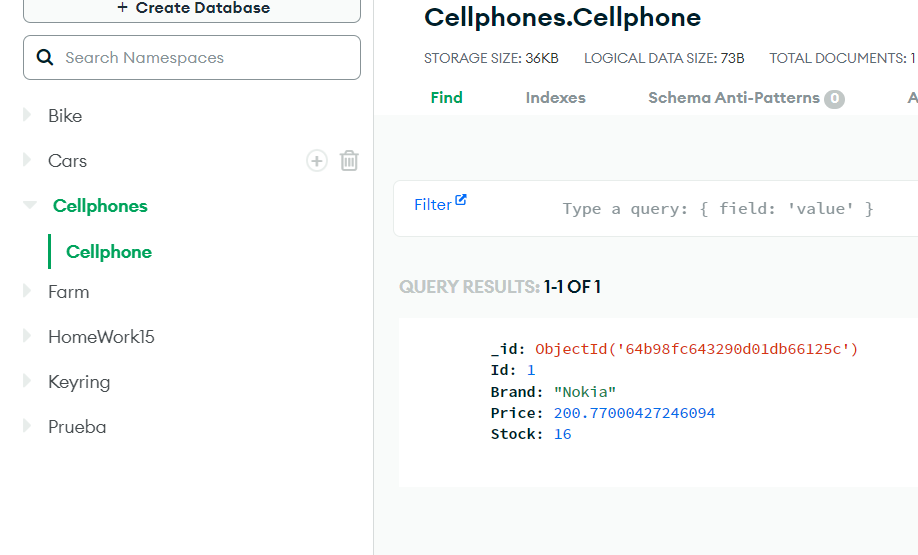 + Create Database
Search Namespaces
Bike
Cars
Cellphones
Cellphone
Farm
HomeWork15
Keyring
Prueba
Cellphones.Cellphone
STORAGE SIZE: 36KB LOGICAL DATA SIZE: 73B TOTAL DOCUMENTS: 1
Find Indexes Schema Anti-Patterns 0 A
Filter Type a query: { field: 'value' }
QUERY RESULTS: 1-1 OF 1
_id: ObjectId('64b98fc643290d01db66125c')
Id: 1
Brand: "Nokia"
Price: 200.77000427246094
Stock: 16